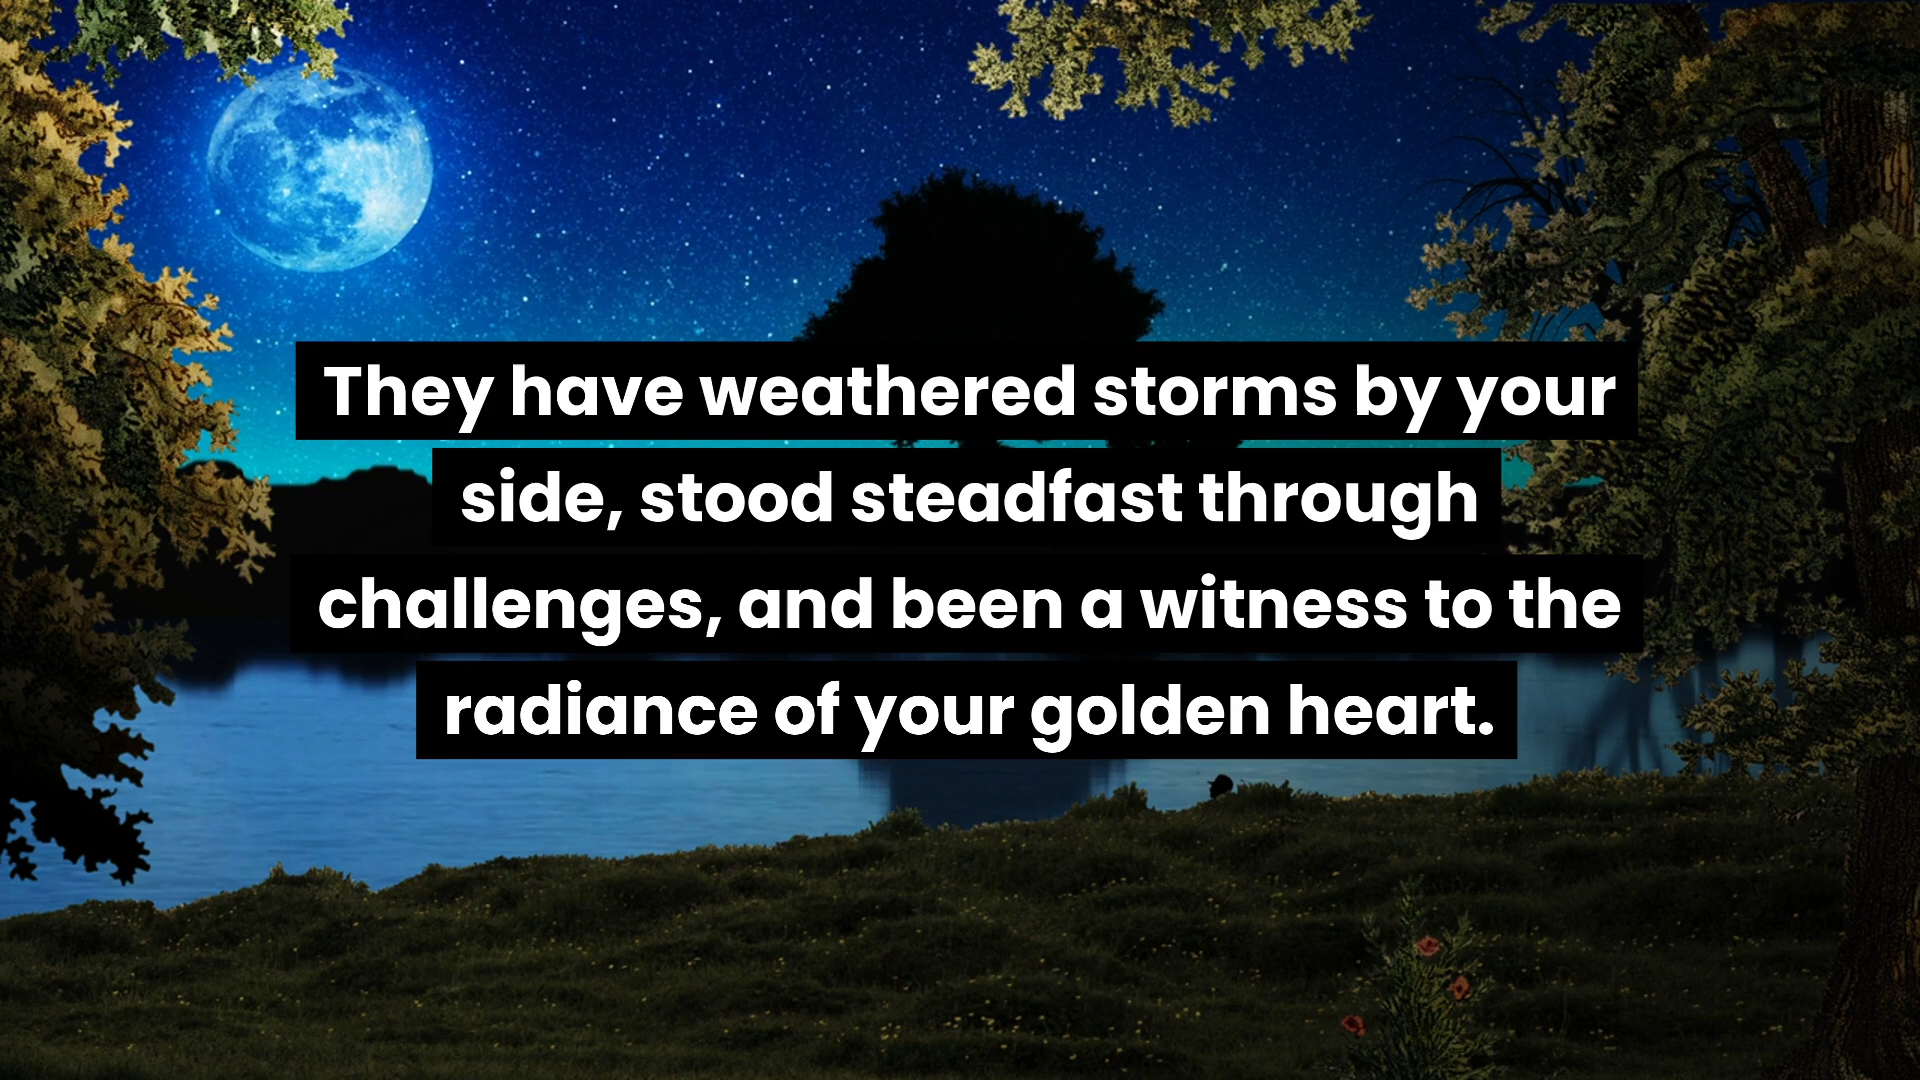 They have weathered storms by your
side, stood steadfast through
challenges, and been a witness to the
radiance of your golden heart.